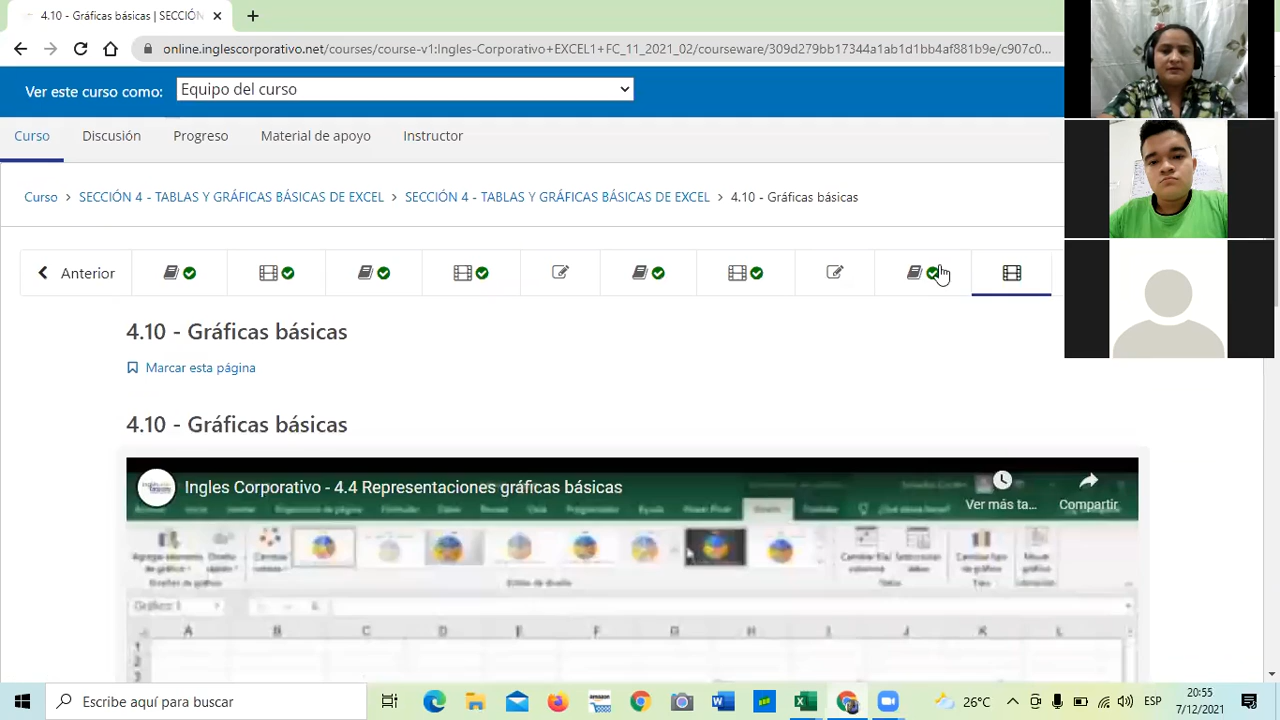 4.10 - Gráficas básicas | SECCIÓN
online.inglescorporativo.net/courses/course-v1:Ingles-Corporativo+EXCEL1+FC_11_2021_02/courseware/309d279bb17344a1ab1d1bb4af881b9e/c907c0...
Ver este curso como: Equipo del curso
Curso Discusión Progreso Material de apoyo Instructor
Curso > SECCIÓN 4 - TABLAS Y GRÁFICAS BÁSICAS DE EXCEL > SECCIÓN 4 - TABLAS Y GRÁFICAS BÁSICAS DE EXCEL > 4.10 - Gráficas básicas
Anterior
4.10 - Gráficas básicas
Marcar esta página
4.10 - Gráficas básicas
Ingles Corporativo - 4.4 Representaciones gráficas básicas
Ver más ta... Compartir
Gráfico 1
A B C D E F G H I J K L
1
2
Escribe aquí para buscar
26°C
ESP
20:55
7/12/2021